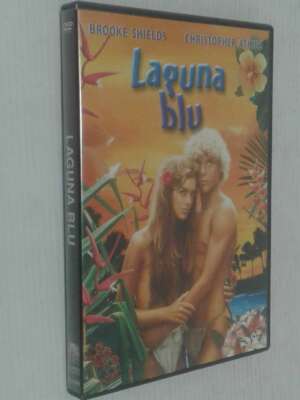 BROOKE SHIELDS CHRISTOPHER ATKINS
Laguna
blu
LAGUNA BLU